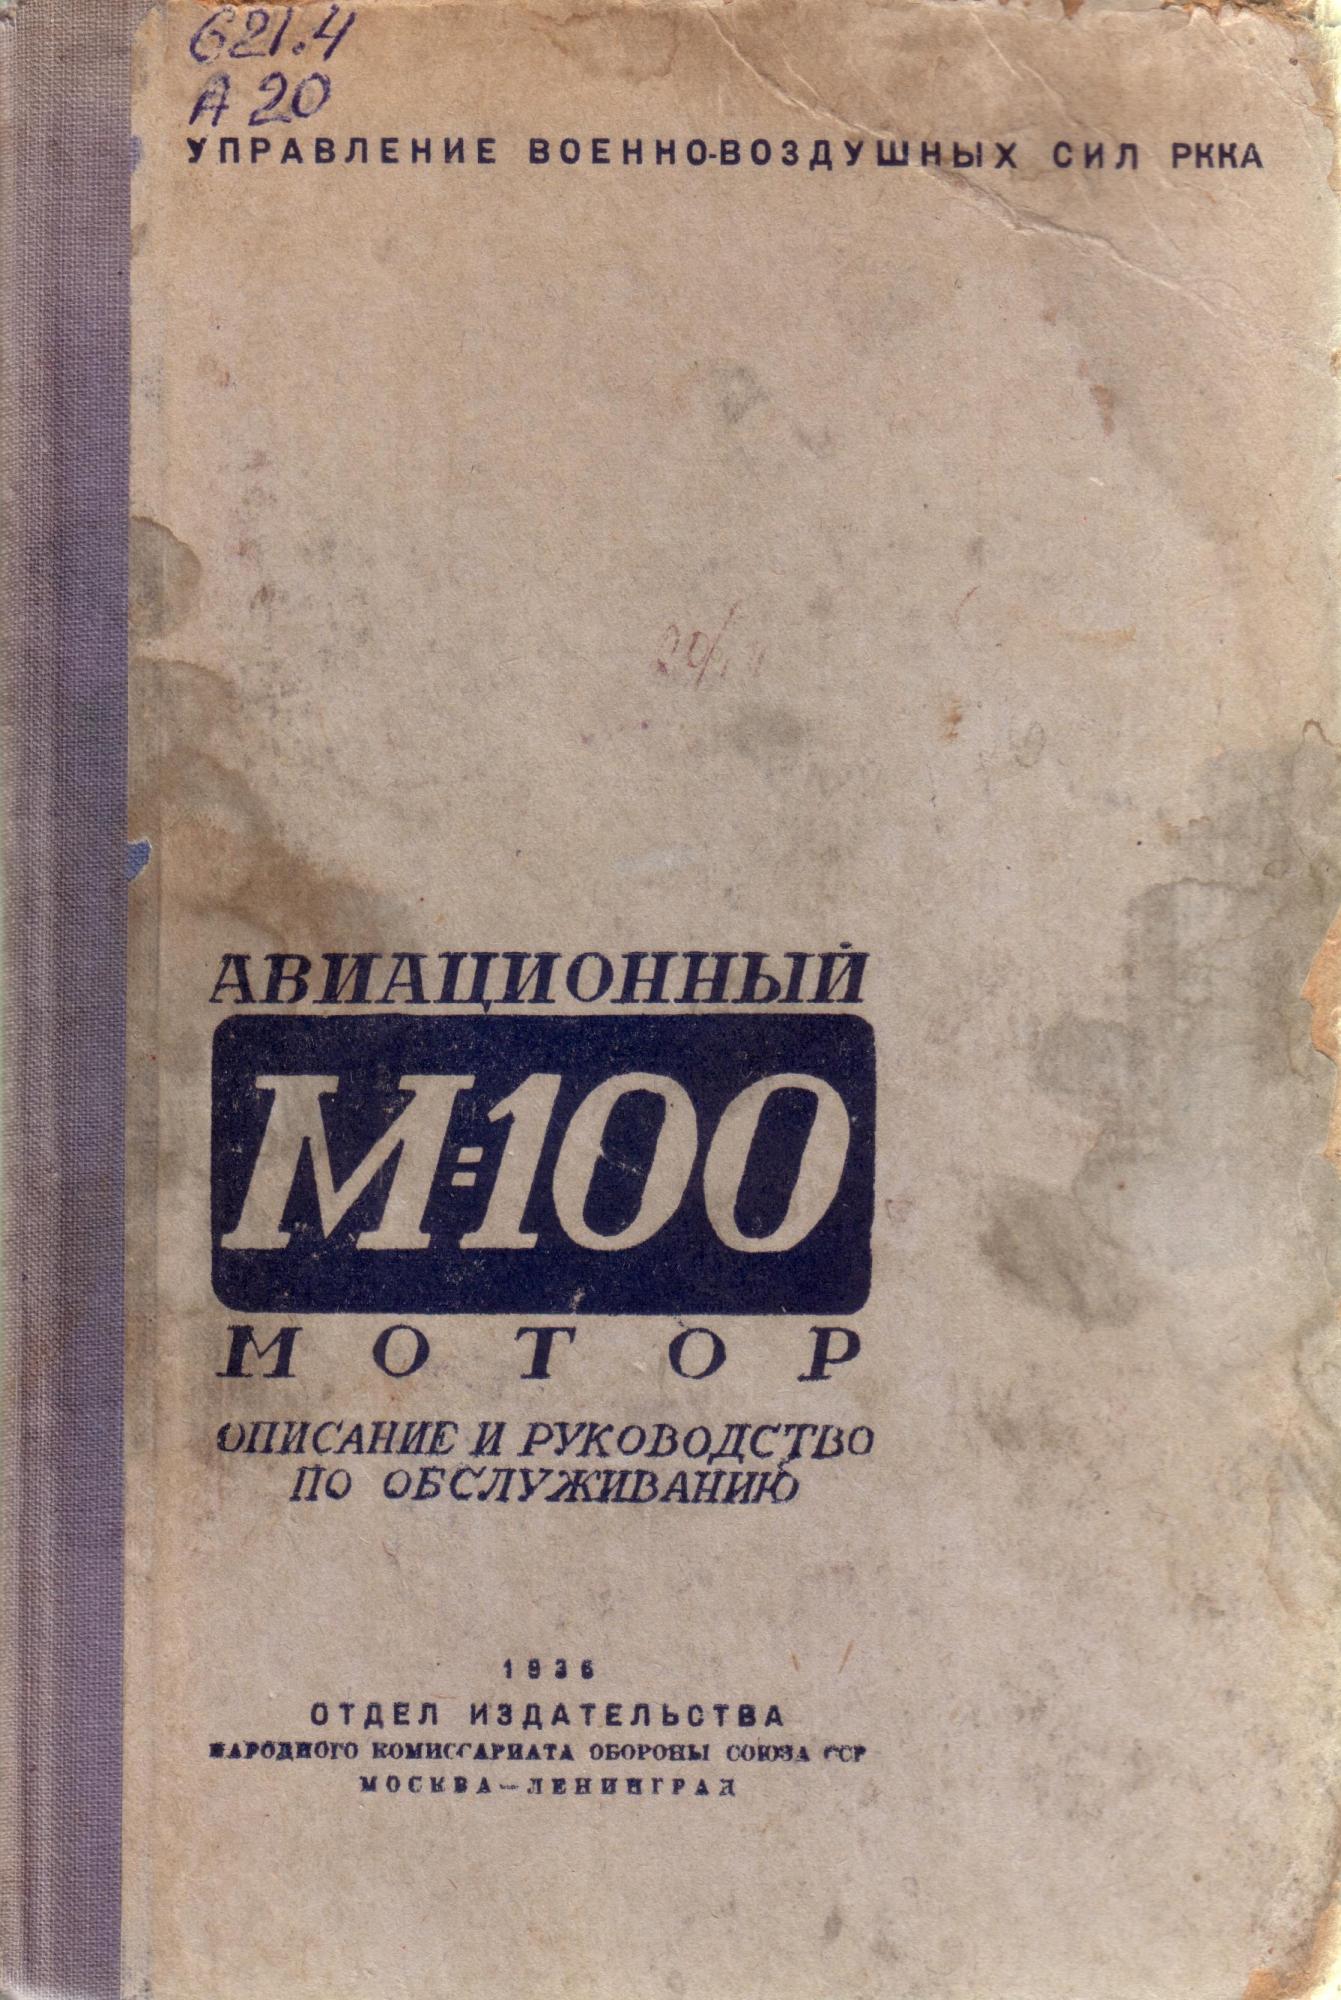 621.4
А 20
УПРАВЛЕНИЕ ВОЕННО-ВОЗДУШНЫХ СИЛ РККА
АВИАЦИОННЫЙ
М-100
МОТОР
ОПИСАНИЕ И РУКОВОДСТВО
ПО ОБСЛУЖИВАНИЮ
1936
ОТДЕЛ ИЗДАТЕЛЬСТВА
НАРОДНОГО КОМИССАРИАТА ОБОРОНЫ СОЮЗА ССР
МОСКВА—ЛЕНИНГРАД